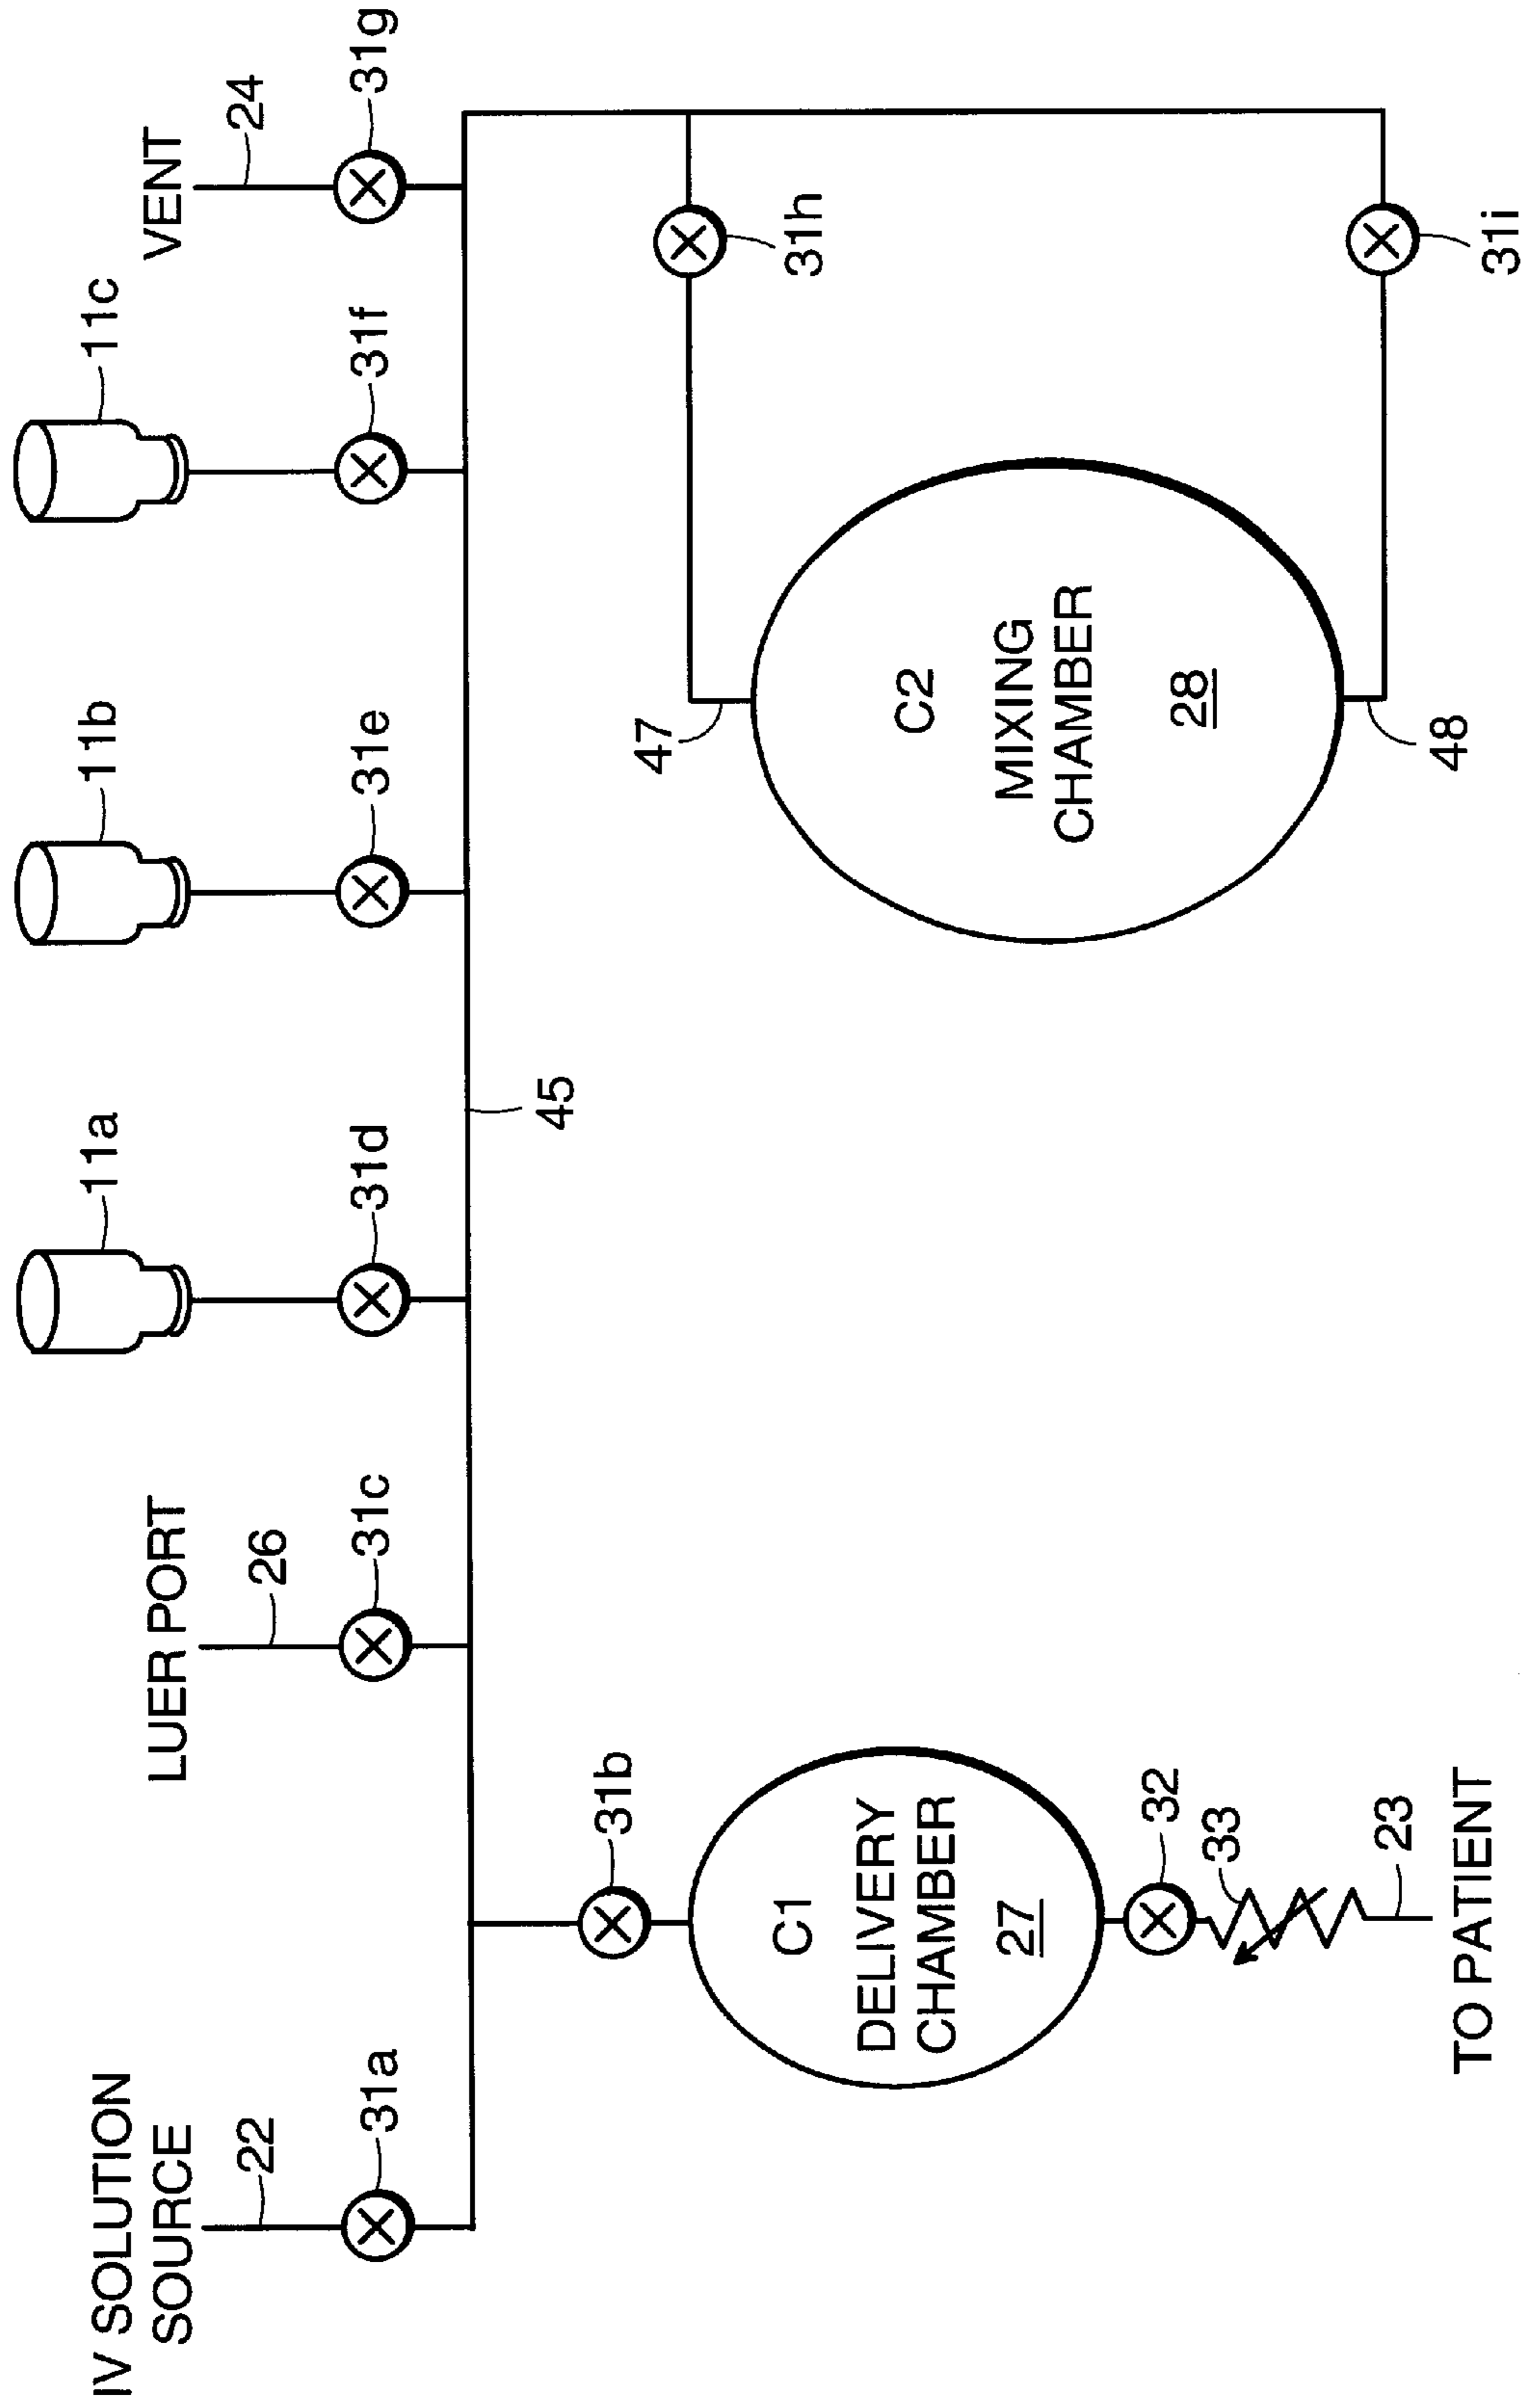 IV SOLUTION
SOURCE
22
31a
LUER PORT
26
31c
11a
31d
11b
31e
11c
31f
VENT
24
31g
45
31b
C1
DELIVERY
CHAMBER
27
32
33
23
TO PATIENT
47
31h
C2
MIXING
CHAMBER
28
48
31i